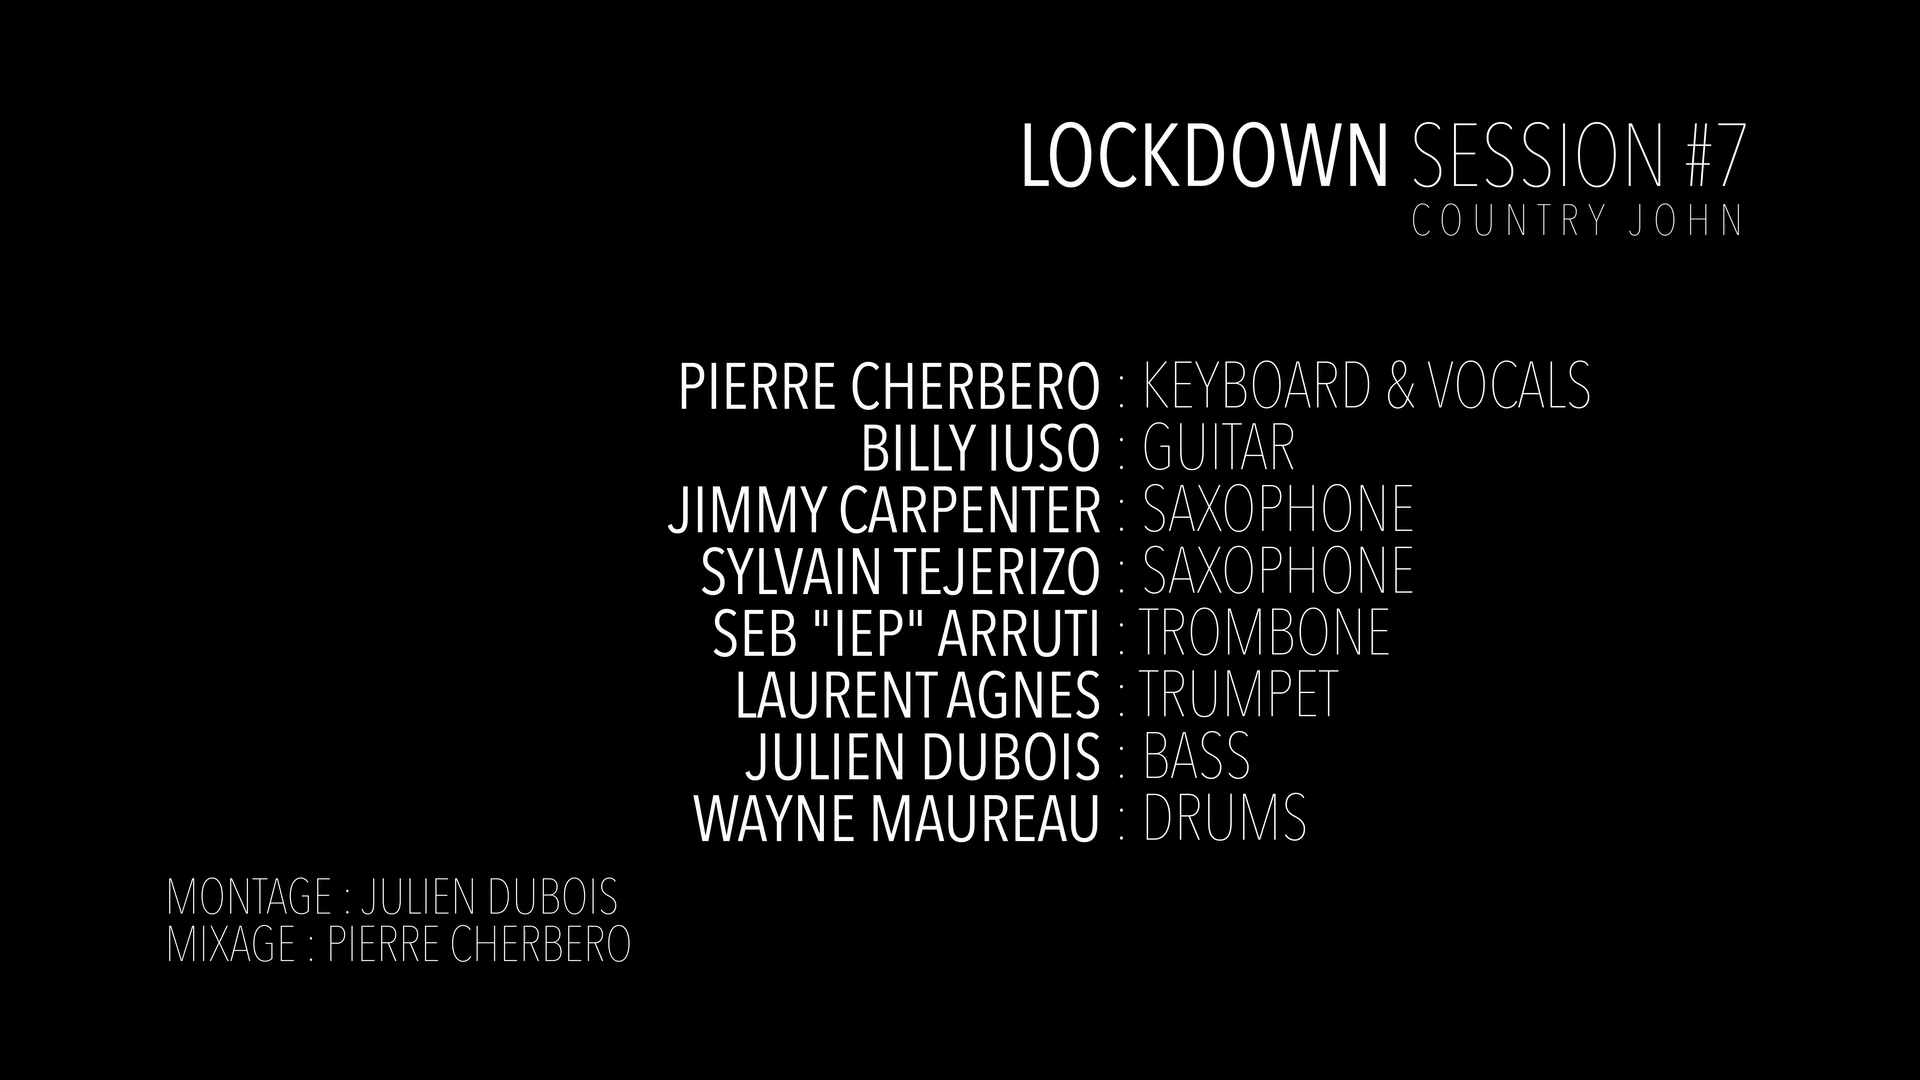 LOCKDOWN SESSION #7
COUNTRY JOHN
PIERRE CHERBERO : KEYBOARD & VOCALS
BILLY IUSO : GUITAR
JIMMY CARPENTER : SAXOPHONE
SYLVAIN TEJERIZO : SAXOPHONE
SEB "IEP" ARRUTI : TROMBONE
LAURENT AGNES : TRUMPET
JULIEN DUBOIS : BASS
WAYNE MAUREAU : DRUMS
MONTAGE : JULIEN DUBOIS
MIXAGE : PIERRE CHERBERO